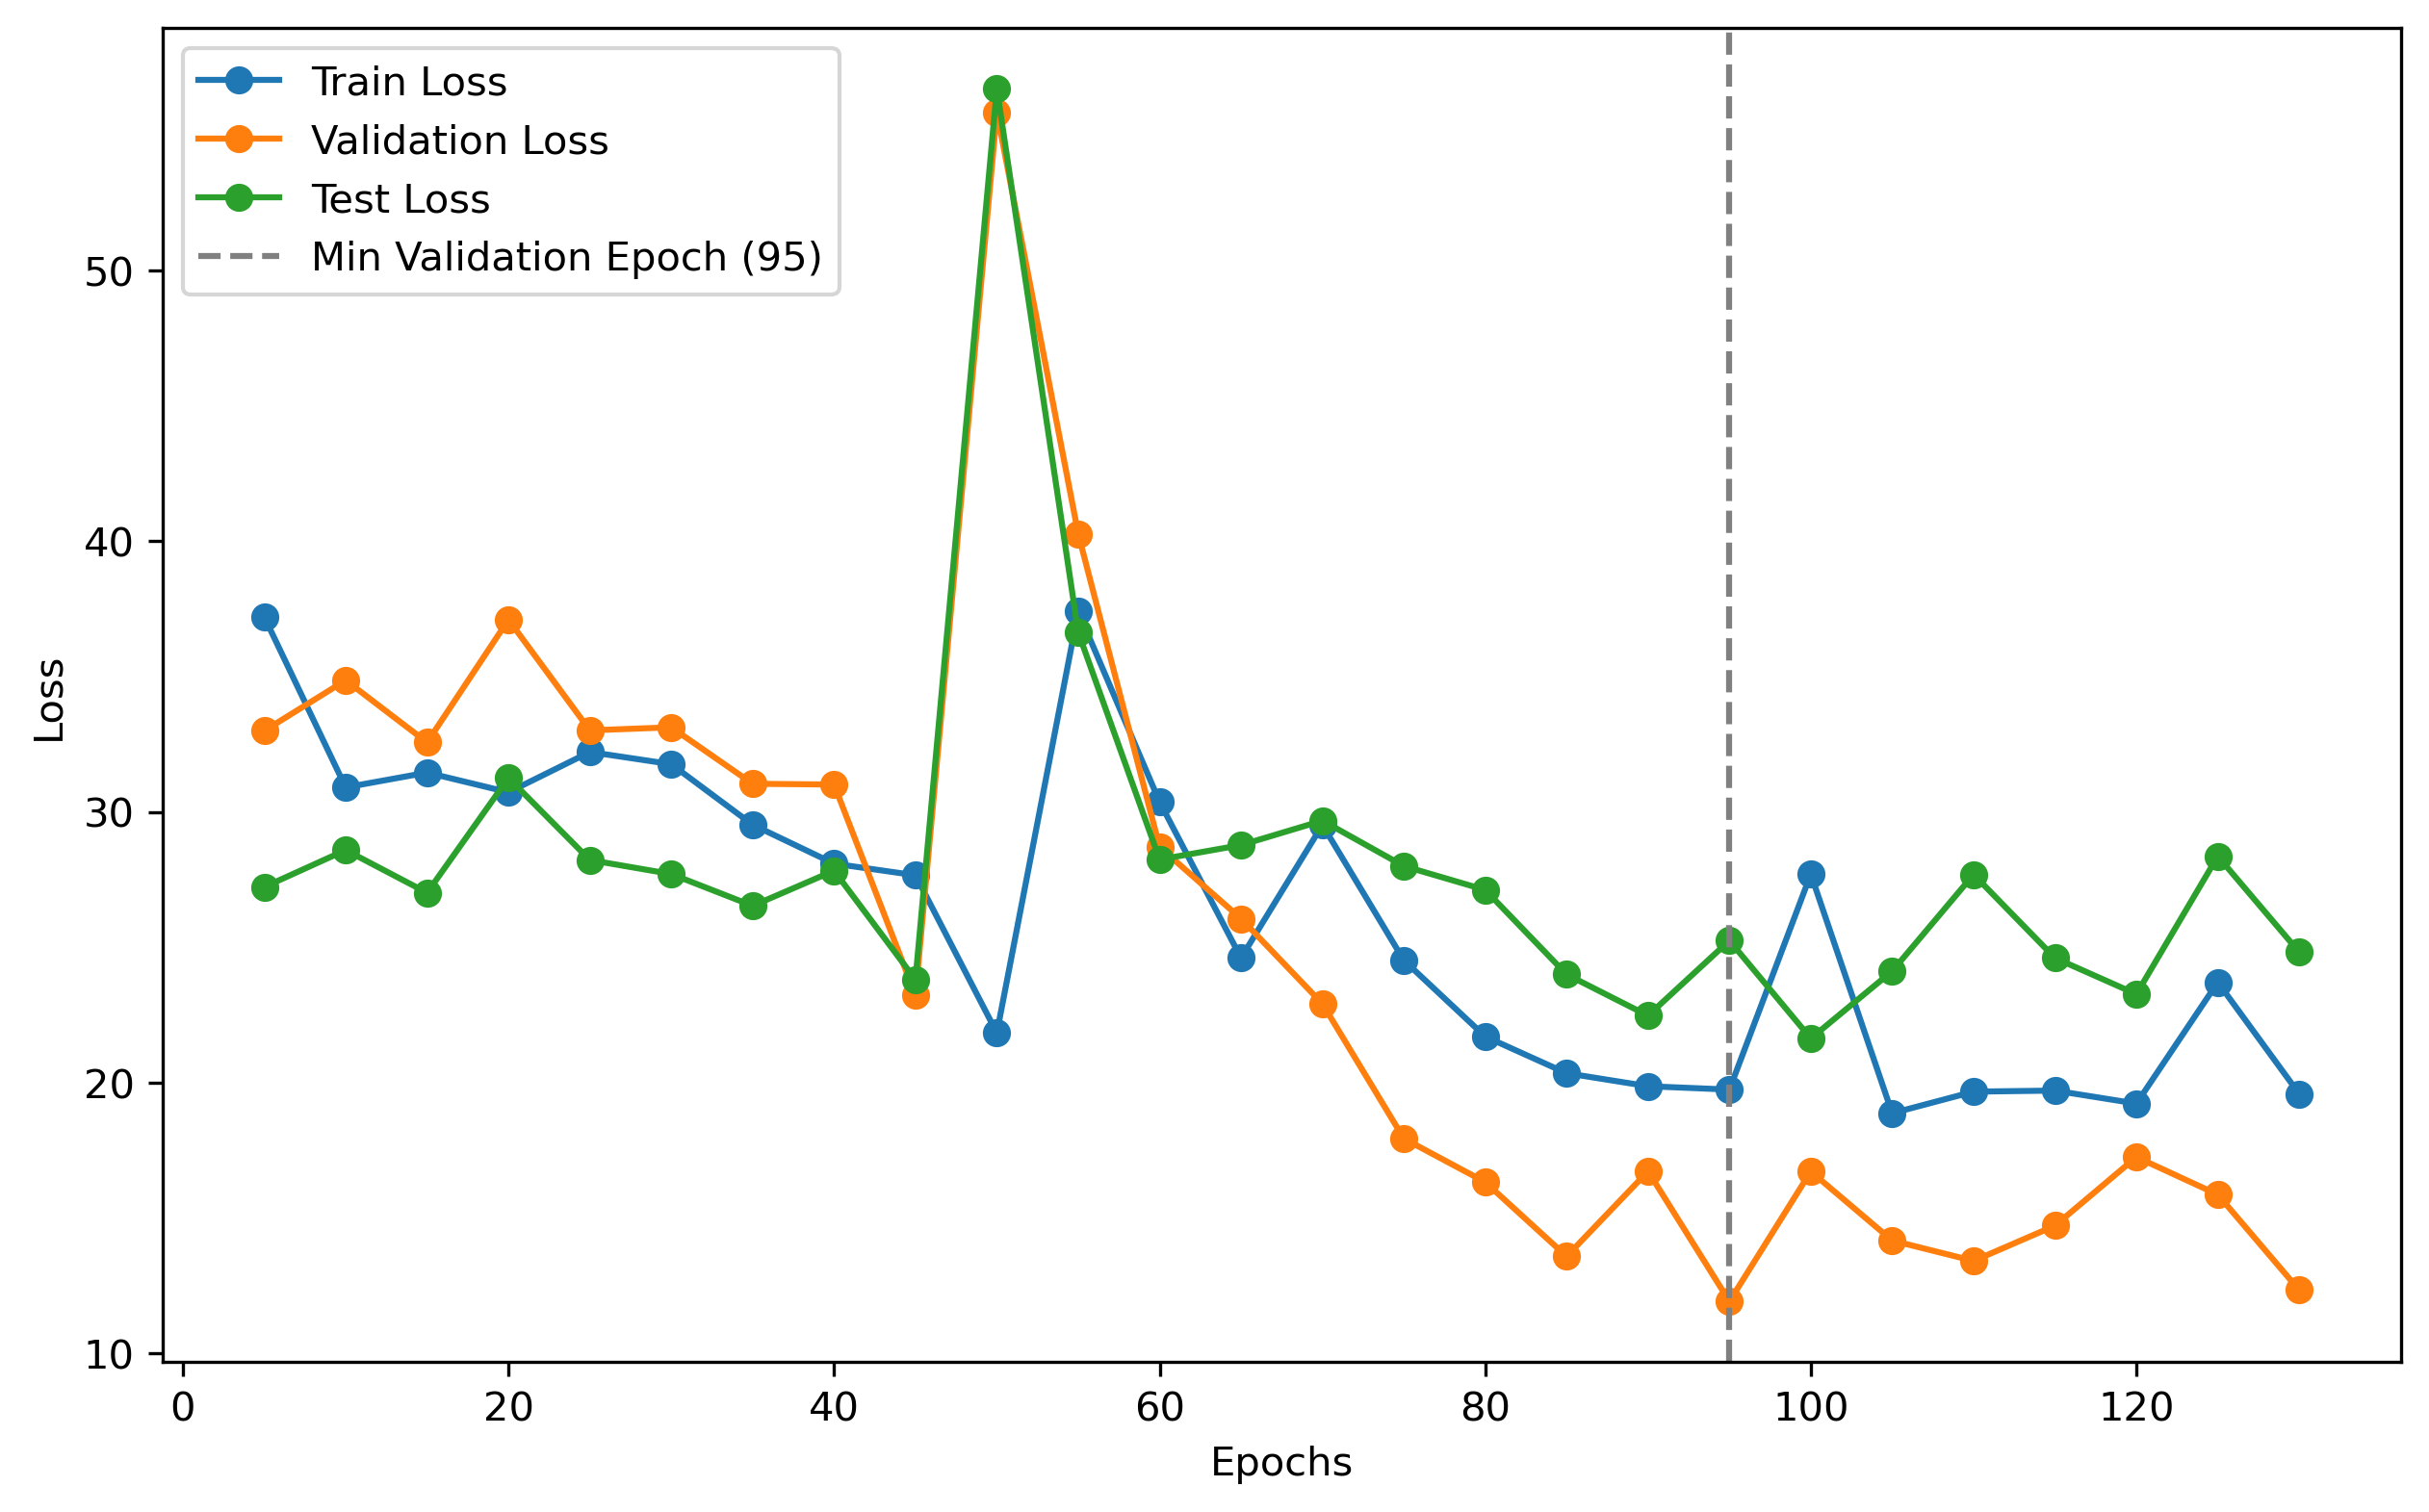 Train Loss
Validation Loss
Test Loss
Min Validation Epoch (95)
50
40
30
20
10
Loss
0 20 40 60 80 100 120
Epochs